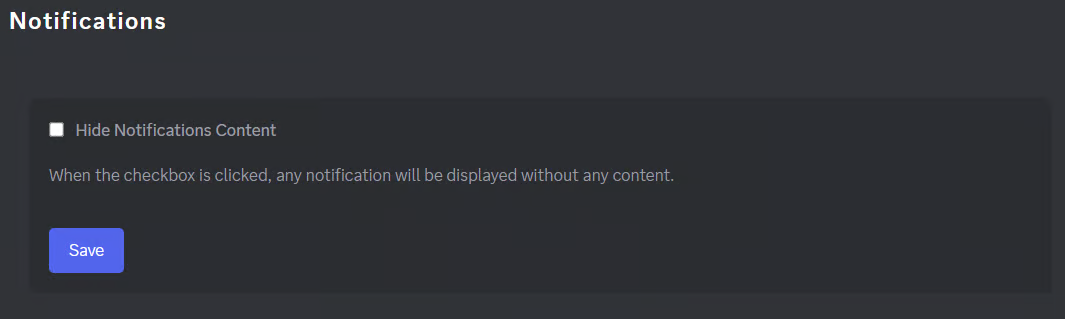 Notifications
Hide Notifications Content
When the checkbox is clicked, any notification will be displayed without any content.
Save